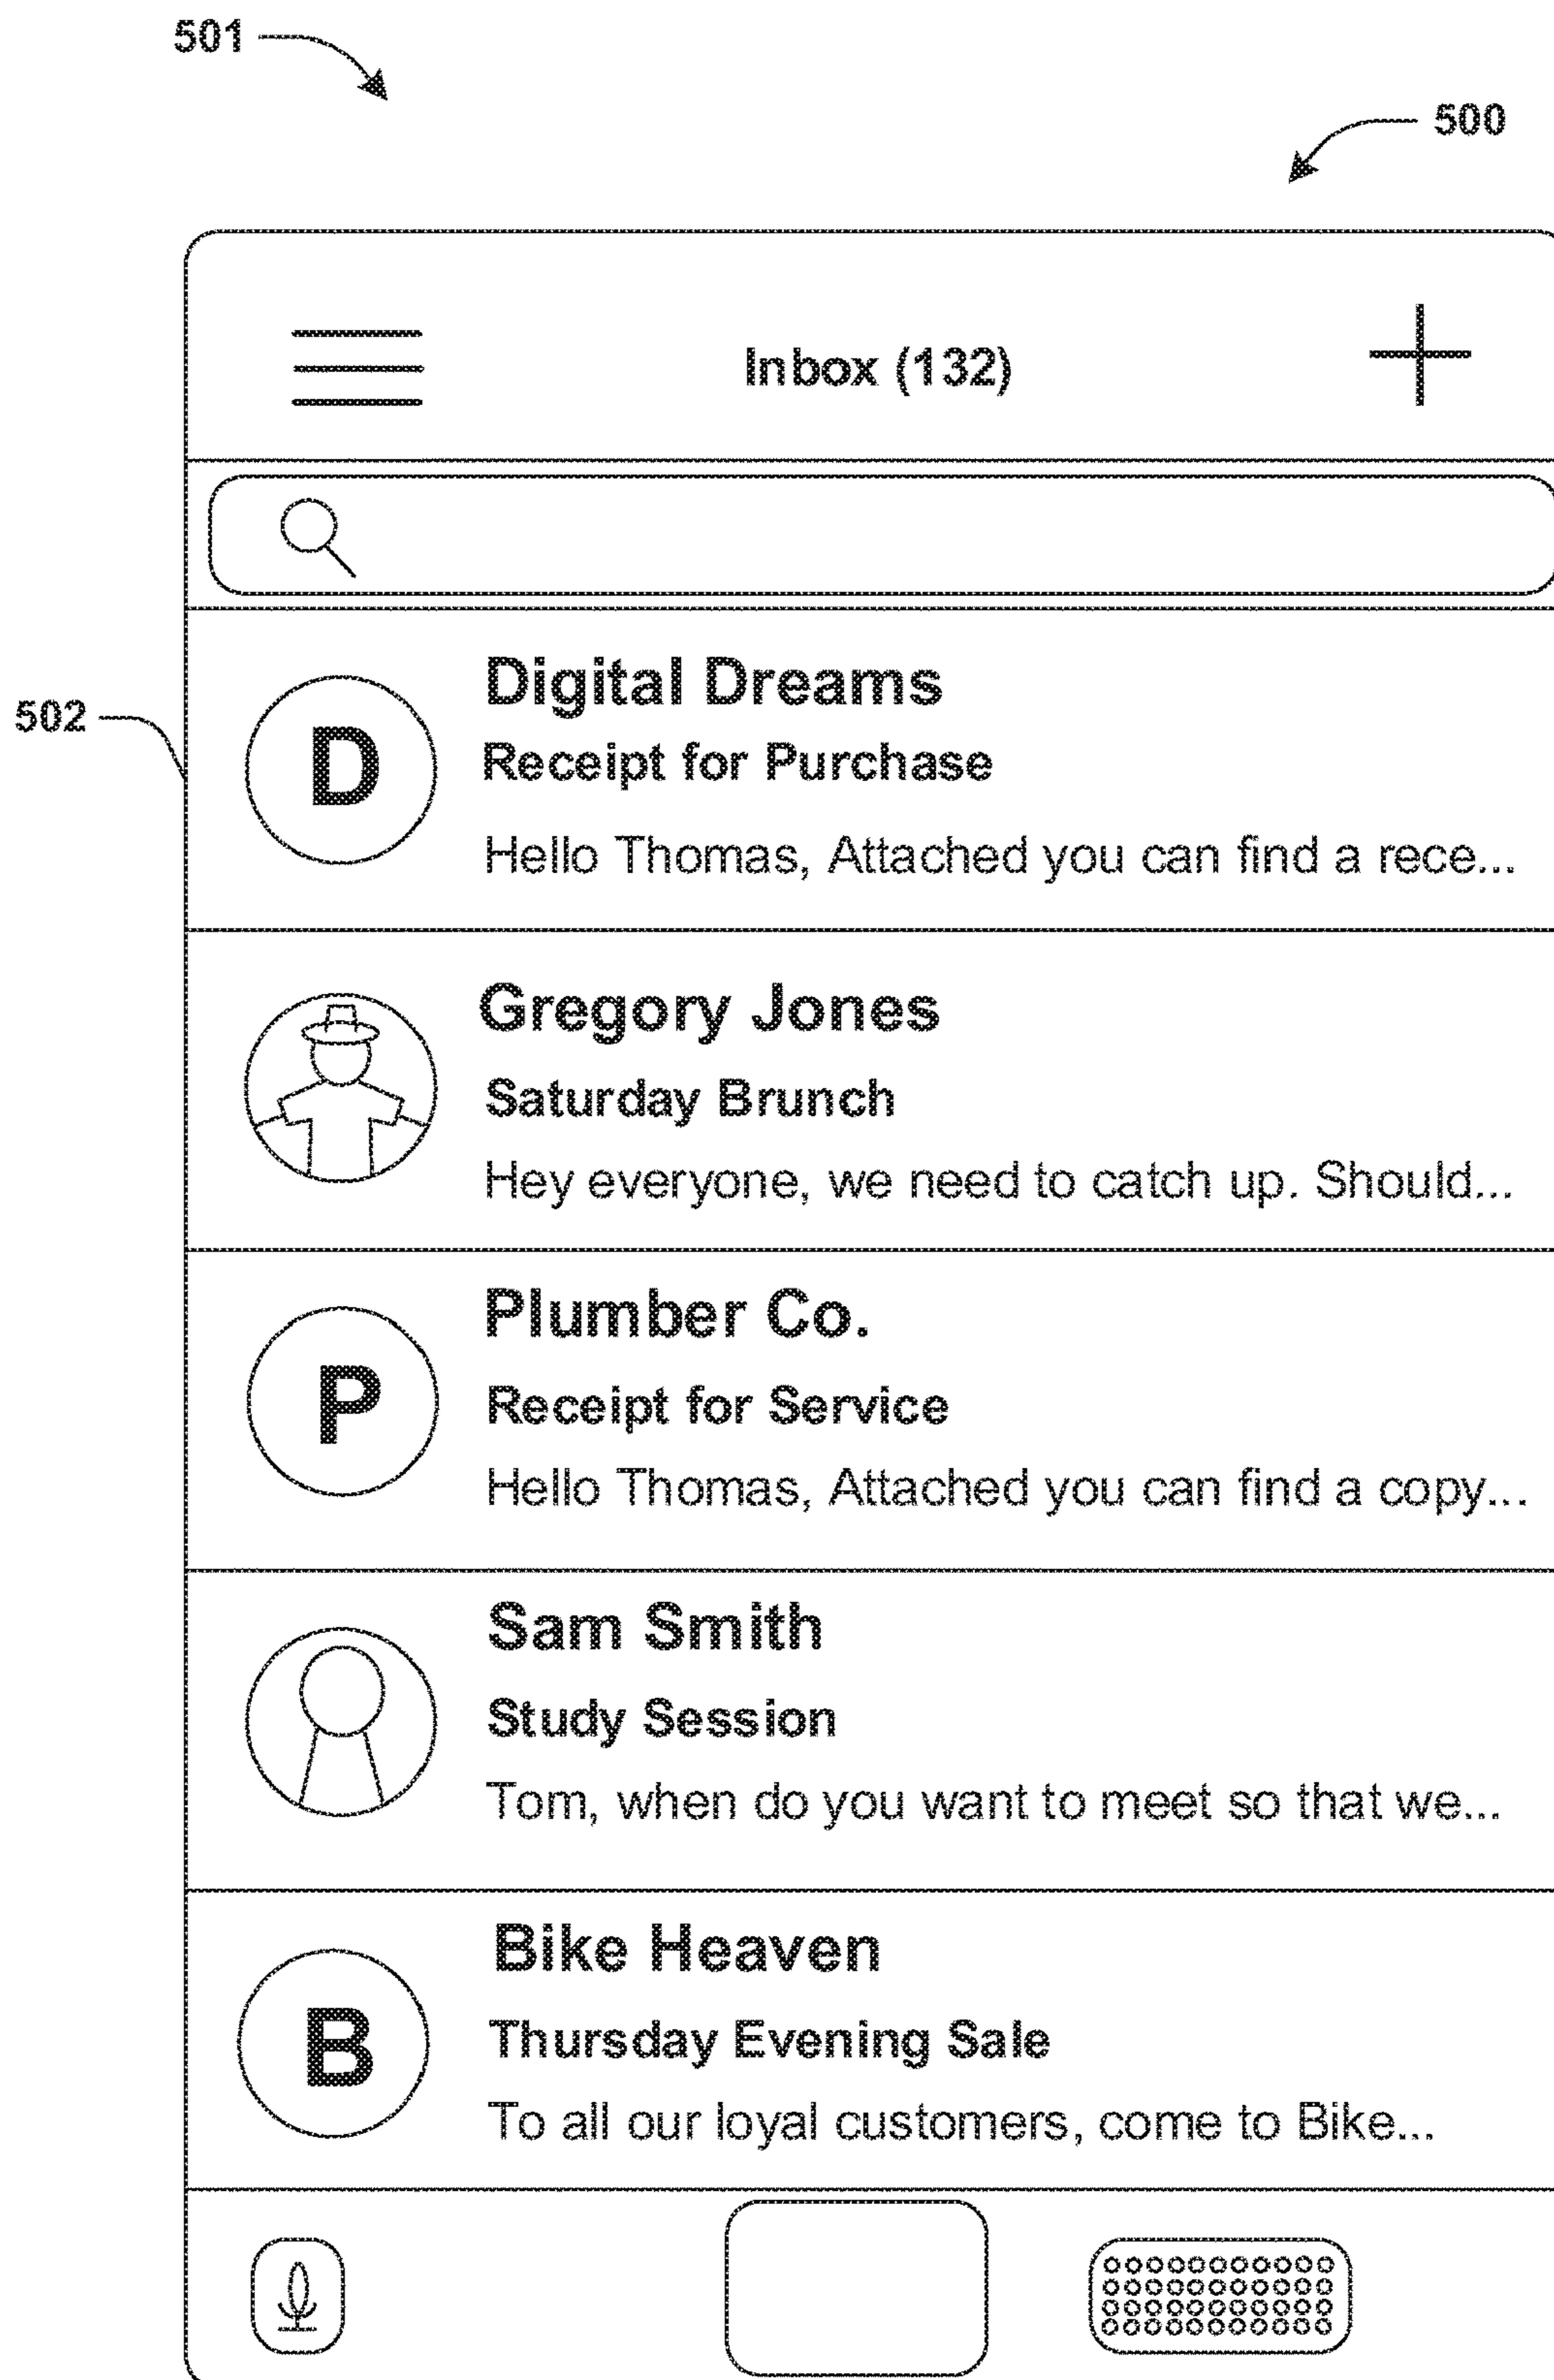 501
500
Inbox (132)
502
D
Digital Dreams
Receipt for Purchase
Hello Thomas, Attached you can find a rece...
Gregory Jones
Saturday Brunch
Hey everyone, we need to catch up. Should...
P
Plumber Co.
Receipt for Service
Hello Thomas, Attached you can find a copy...
Sam Smith
Study Session
Tom, when do you want to meet so that we...
B
Bike Heaven
Thursday Evening Sale
To all our loyal customers, come to Bike...